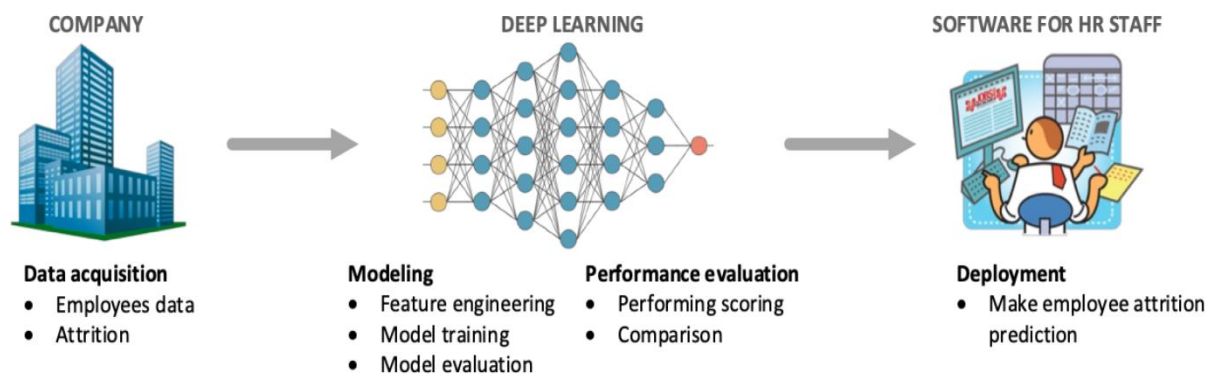 COMPANY
DEEP LEARNING
SOFTWARE FOR HR STAFF
Data acquisition
• Employees data
• Attrition
Modeling
• Feature engineering
• Model training
• Model evaluation
Performance evaluation
• Performing scoring
• Comparison
Deployment
• Make employee attrition
prediction